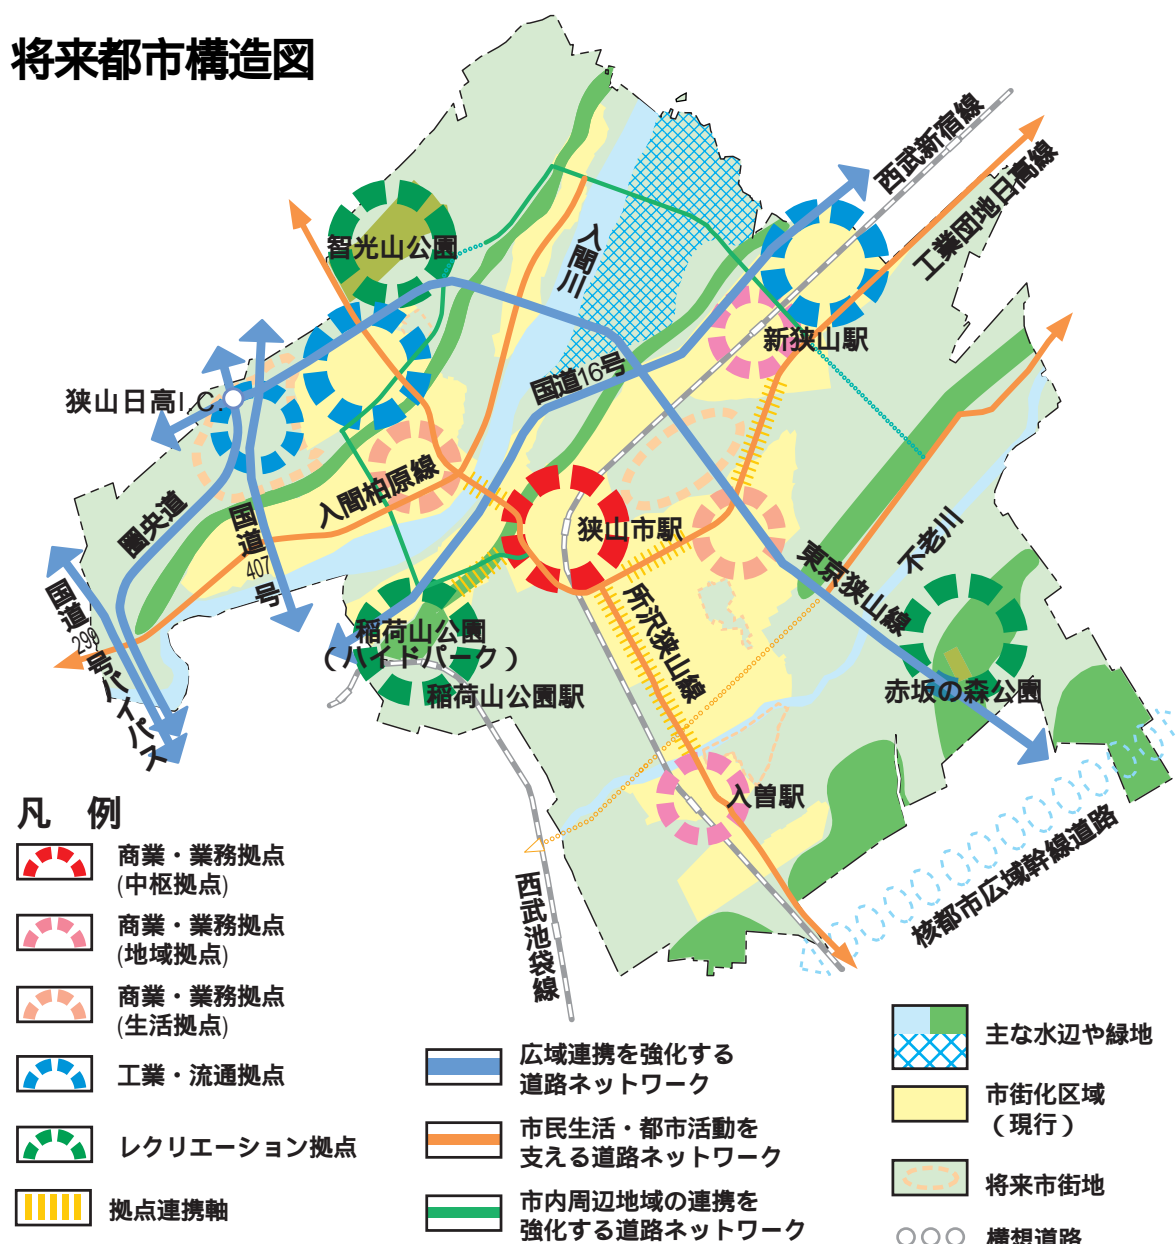 将来都市構造図
西武新宿線
工業団地日高線
智光山公園
入間川
新狭山駅
国道16号
狭山日高I.C.
入間柏原線
圏央道
国道407号
狭山市駅
不老川
東京狭山線
国道299号バイパス
所沢狭山線
稲荷山公園
（ハイドパーク）
稲荷山公園駅
赤坂の森公園
入曽駅
核都市広域幹線道路
西武池袋線
凡 例
商業・業務拠点
(中枢拠点)
商業・業務拠点
(地域拠点)
商業・業務拠点
(生活拠点)
工業・流通拠点
レクリエーション拠点
拠点連携軸
広域連携を強化する
道路ネットワーク
市民生活・都市活動を
支える道路ネットワーク
市内周辺地域の連携を
強化する道路ネットワーク
主な水辺や緑地
市街化区域
（現行）
将来市街地
構想道路